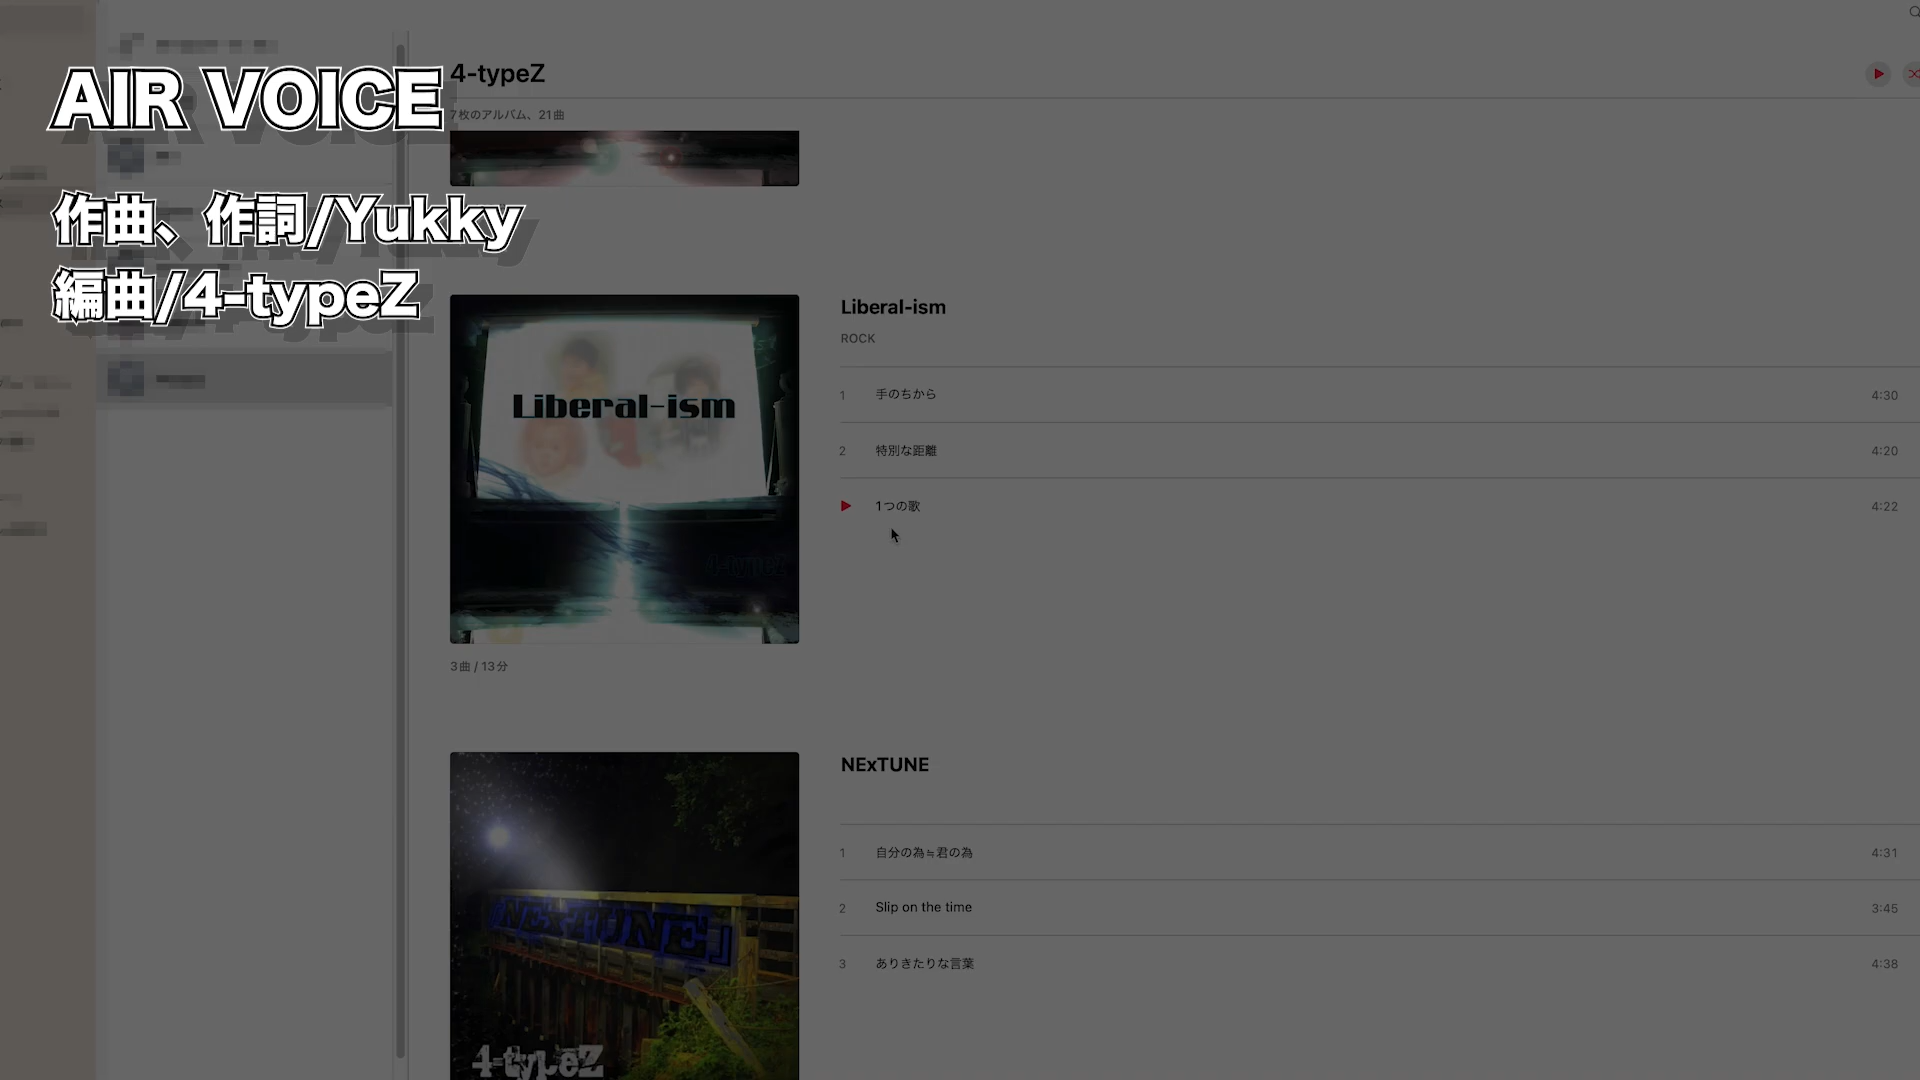 AIR VOICE
作曲、作詞/Yukky
編曲/4-typeZ
4-typeZ
7枚のアルバム、21曲
Liberal-ism
4-typeZ
3曲 / 13分
Liberal-ism
ROCK
1 手のちから 4:30
2 特別な距離 4:20
1つの歌 4:22
NExTUNE
4-typeZ
NExTUNE
1 自分の為≒君の為 4:31
2 Slip on the time 3:45
3 ありきたりな言葉 4:38